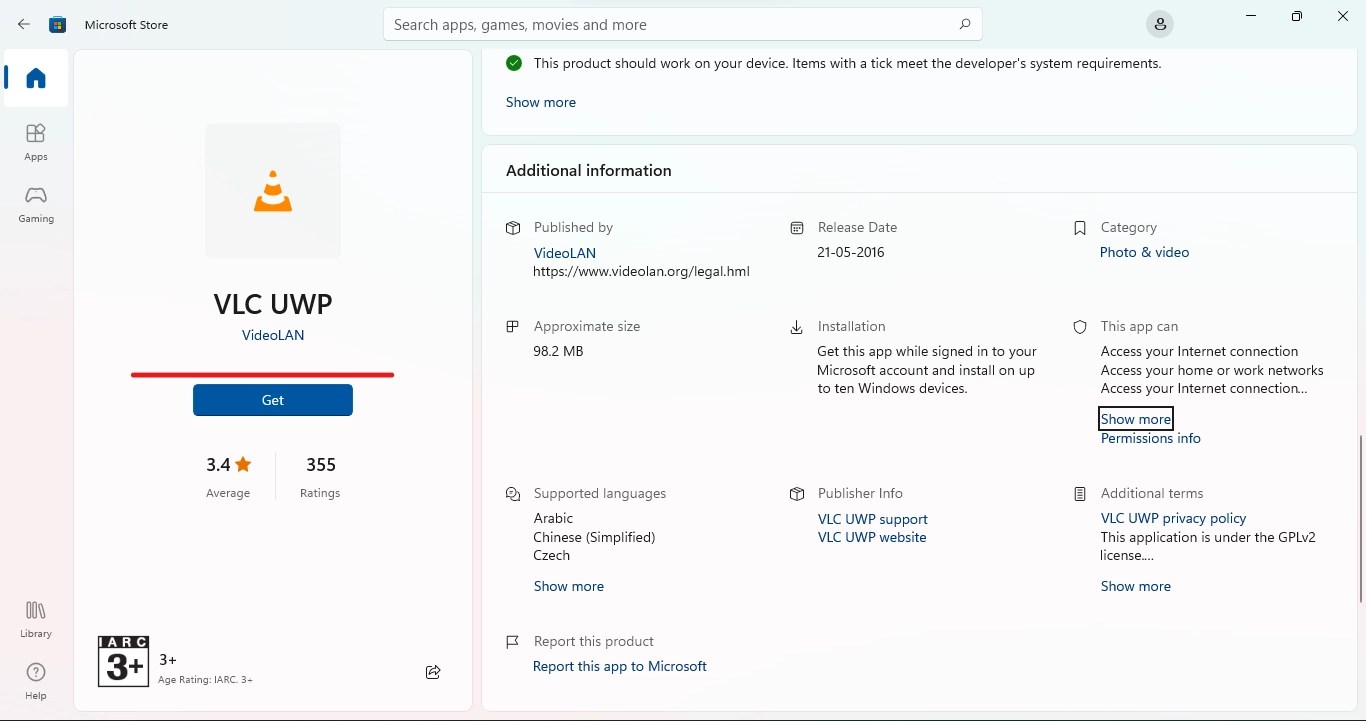 Microsoft Store
Search apps, games, movies and more
Apps
Gaming
Library
Help
VLC UWP
VideoLAN
Get
3.4
Average
355
Ratings
IARC
3+
3+
Age Rating: IARC. 3+
This product should work on your device. Items with a tick meet the developer's system requirements.
Show more
Additional information
Published by
VideoLAN
https://www.videolan.org/legal.hml
Release Date
21-05-2016
Category
Photo & video
Approximate size
98.2 MB
Installation
Get this app while signed in to your
Microsoft account and install on up
to ten Windows devices.
This app can
Access your Internet connection
Access your home or work networks
Access your Internet connection...
Show more
Permissions info
Supported languages
Arabic
Chinese (Simplified)
Czech
Show more
Publisher Info
VLC UWP support
VLC UWP website
Additional terms
VLC UWP privacy policy
This application is under the GPLv2
license....
Show more
Report this product
Report this app to Microsoft